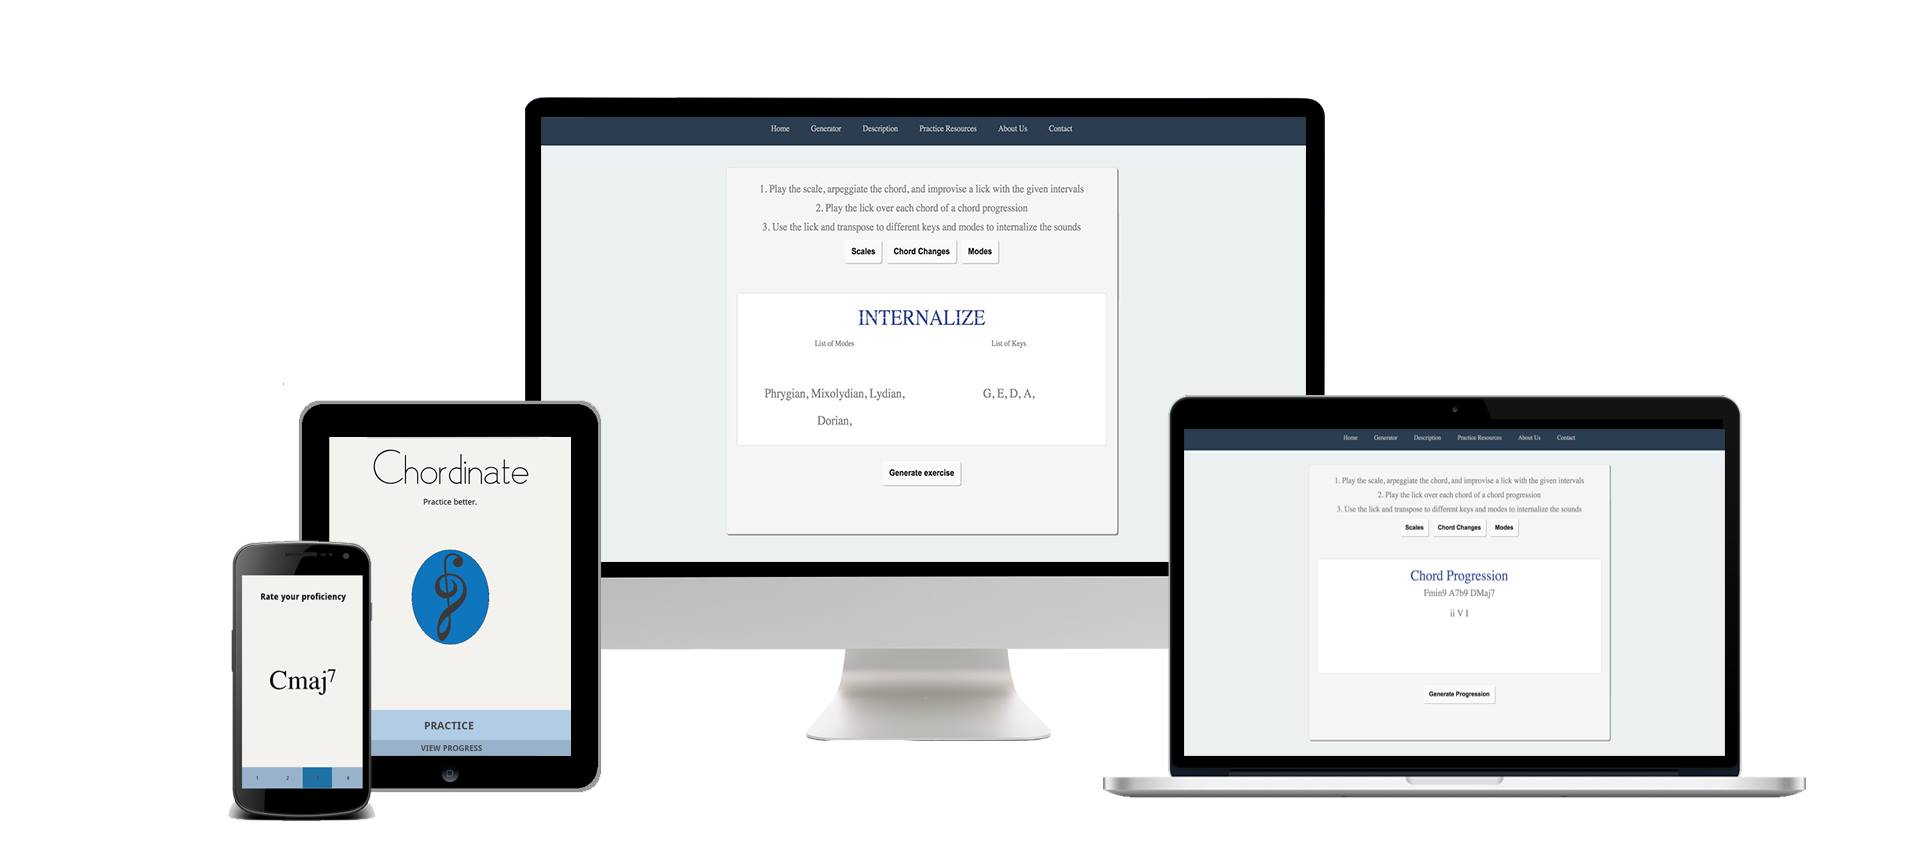 Home Generator Description Practice Resources About Us Contact
1. Play the scale, arpeggiate the chord, and improvise a lick with the given intervals
2. Play the lick over each chord of a chord progression
3. Use the lick and transpose to different keys and modes to internalize the sounds
Scales Chord Changes Modes
INTERNALIZE
List of Modes List of Keys
Phrygian, Mixolydian, Lydian, G, E, D, A,
Dorian,
Generate exercise
Chordinate
Practice better.
PRACTICE
VIEW PROGRESS
Rate your proficiency
Cmaj7
1 2 3 4
Home Generator Description Practice Resources About Us Contact
1. Play the scale, arpeggiate the chord, and improvise a lick with the given intervals
2. Play the lick over each chord of a chord progression
3. Use the lick and transpose to different keys and modes to internalize the sounds
Scales Chord Changes Modes
Chord Progression
Fmin9 A7b9 DMaj7
ii V I
Generate Progression